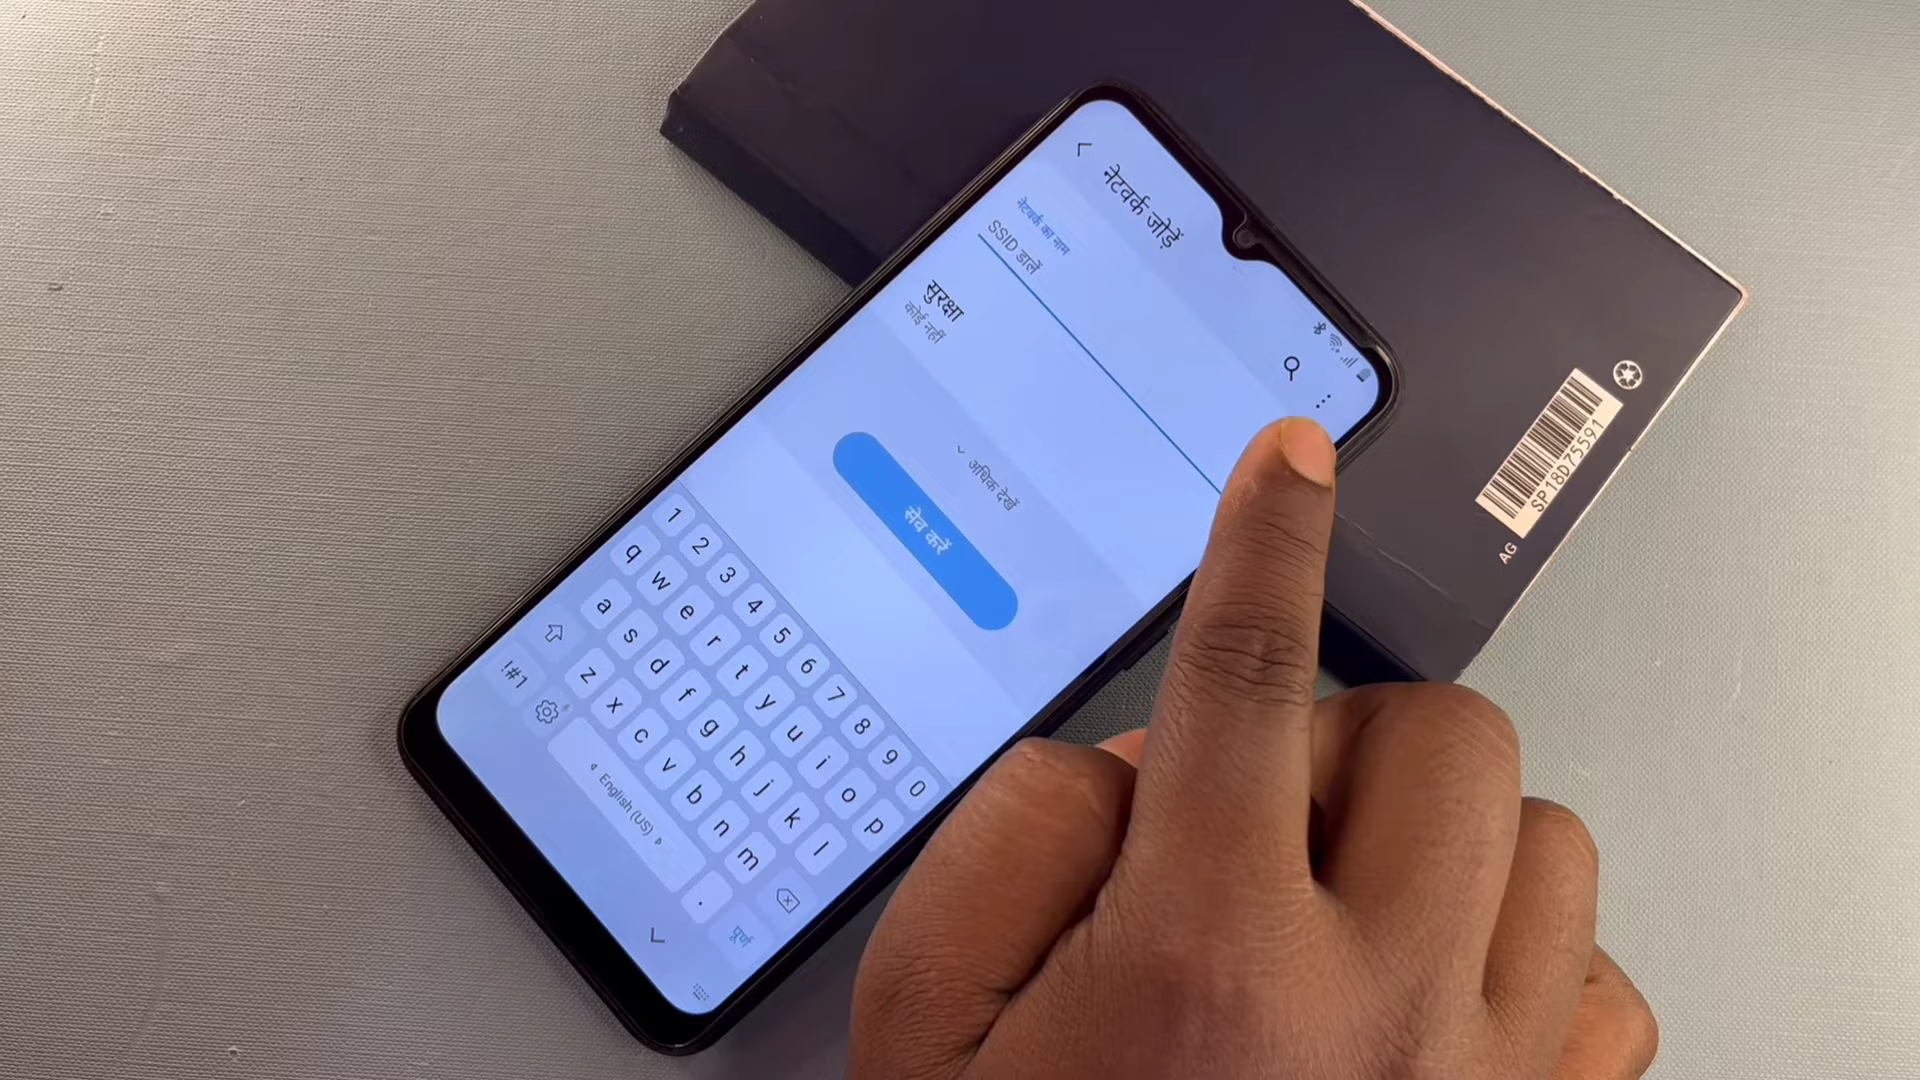 नेटवर्क जोड़ें
नेटवर्क का नाम
SSID डालें
सुरक्षा
कोई नहीं
अधिक देखें
सेव करें
1 2 3 4 5 6 7 8 9 0
q w e r t y u i o p
a s d f g h j k l
z x c v b n m
!#1
English (US)
.
पूर्ण
SP18D75591
AG